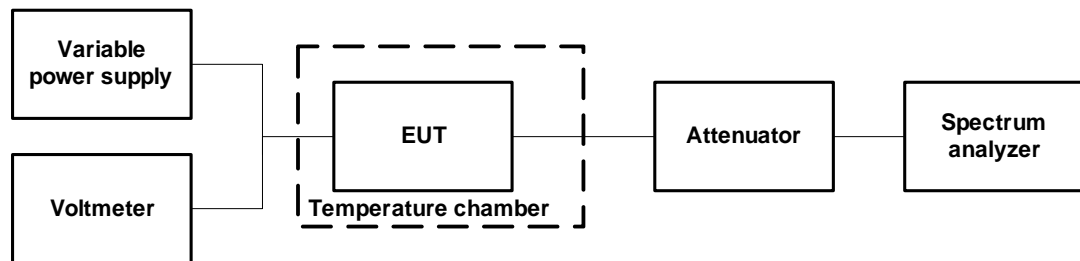 Variable
power supply
Voltmeter
EUT
Temperature chamber
Attenuator
Spectrum
analyzer